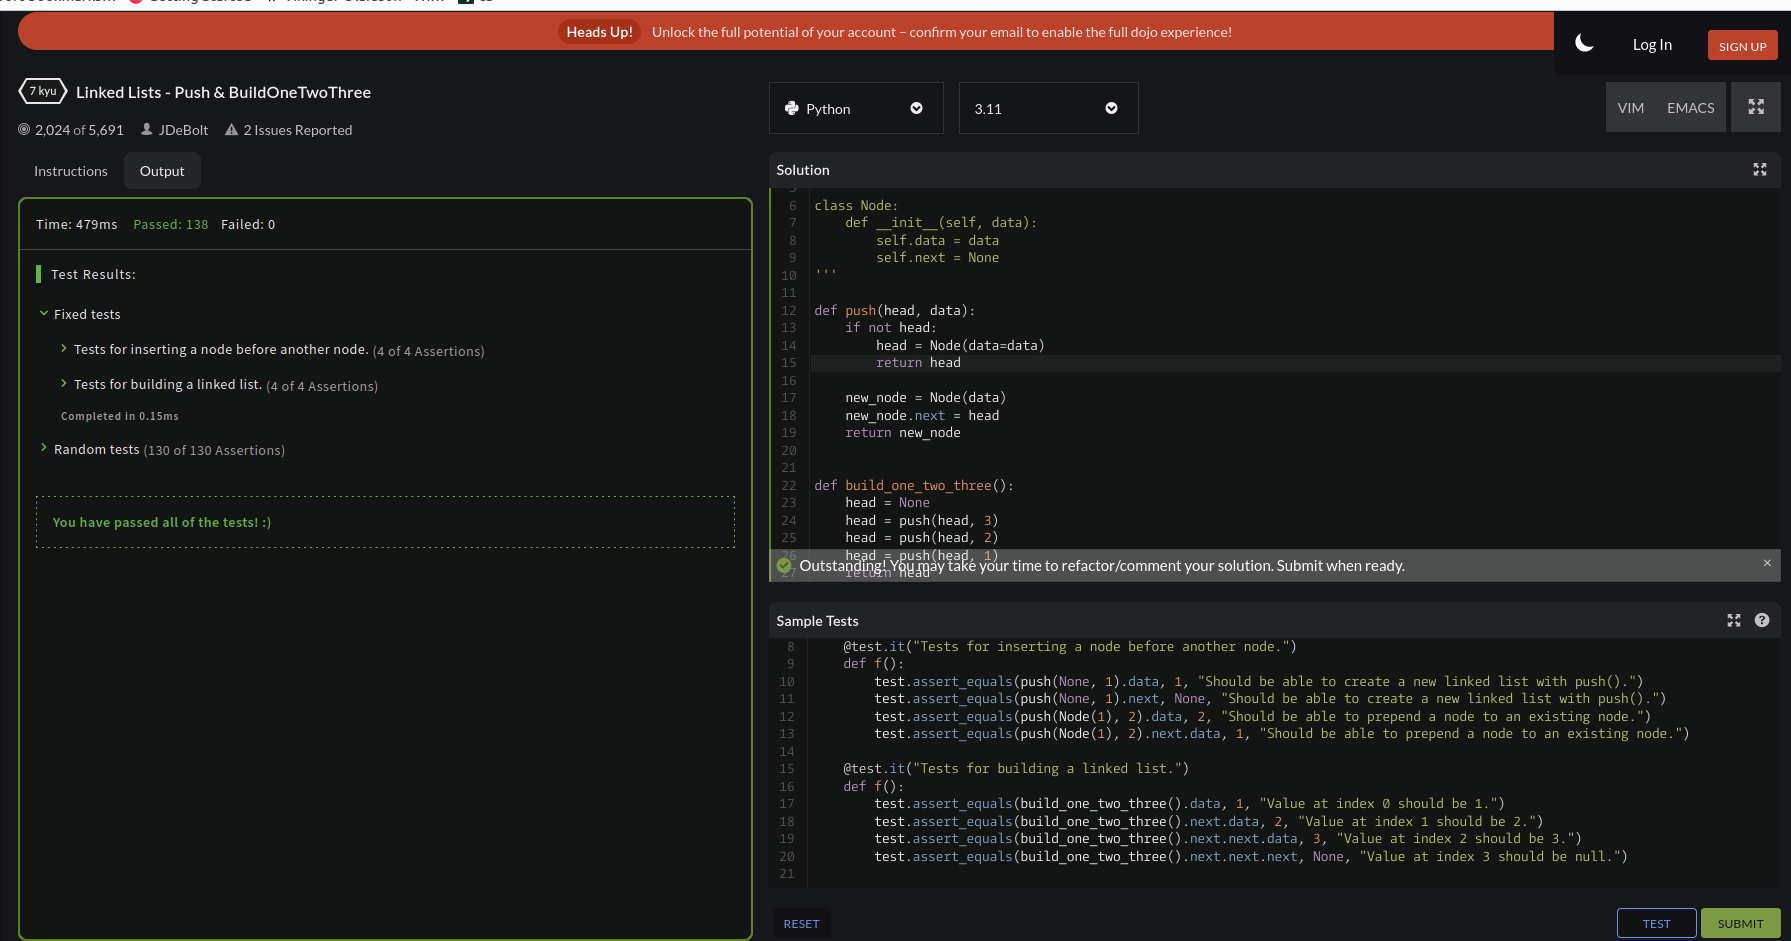 Heads Up! Unlock the full potential of your account – confirm your email to enable the full dojo experience!
Log In
SIGN UP
7 kyu Linked Lists - Push & BuildOneTwoThree
2,024 of 5,691 JDeBolt 2 Issues Reported
Instructions Output
Time: 479ms Passed: 138 Failed: 0
Test Results:
Fixed tests
Tests for inserting a node before another node. (4 of 4 Assertions)
Tests for building a linked list. (4 of 4 Assertions)
Completed in 0.15ms
Random tests (130 of 130 Assertions)
You have passed all of the tests! :)
Python 3.11 VIM EMACS
Solution
5
6 class Node:
7     def __init__(self, data):
8         self.data = data
9         self.next = None
10 '''
11
12 def push(head, data):
13     if not head:
14         head = Node(data=data)
15         return head
16
17     new_node = Node(data)
18     new_node.next = head
19     return new_node
20
21
22 def build_one_two_three():
23     head = None
24     head = push(head, 3)
25     head = push(head, 2)
26     head = push(head, 1)
27     return head
Outstanding! You may take your time to refactor/comment your solution. Submit when ready.
Sample Tests
8     @test.it("Tests for inserting a node before another node.")
9     def f():
10         test.assert_equals(push(None, 1).data, 1, "Should be able to create a new linked list with push().")
11         test.assert_equals(push(None, 1).next, None, "Should be able to create a new linked list with push().")
12         test.assert_equals(push(Node(1), 2).data, 2, "Should be able to prepend a node to an existing node.")
13         test.assert_equals(push(Node(1), 2).next.data, 1, "Should be able to prepend a node to an existing node.")
14
15     @test.it("Tests for building a linked list.")
16     def f():
17         test.assert_equals(build_one_two_three().data, 1, "Value at index 0 should be 1.")
18         test.assert_equals(build_one_two_three().next.data, 2, "Value at index 1 should be 2.")
19         test.assert_equals(build_one_two_three().next.next.data, 3, "Value at index 2 should be 3.")
20         test.assert_equals(build_one_two_three().next.next.next, None, "Value at index 3 should be null.")
21
RESET TEST SUBMIT